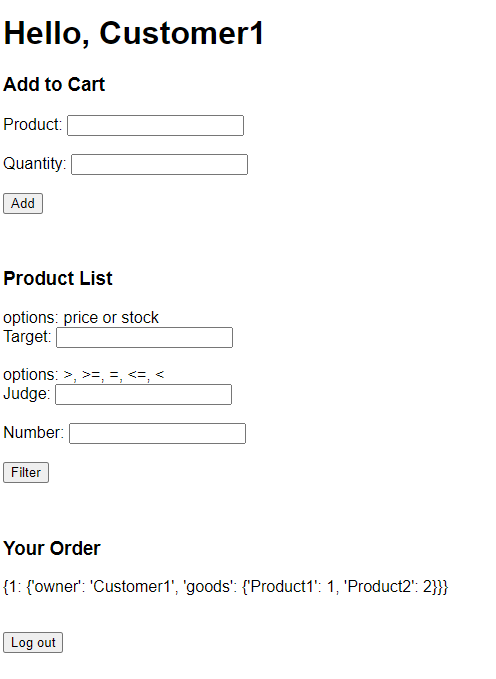 Hello, Customer1
Add to Cart
Product:
Quantity:
Add
Product List
options: price or stock
Target:
options: >, >=, =, <=, <
Judge:
Number:
Filter
Your Order
{1: {'owner': 'Customer1', 'goods': {'Product1': 1, 'Product2': 2}}}
Log out